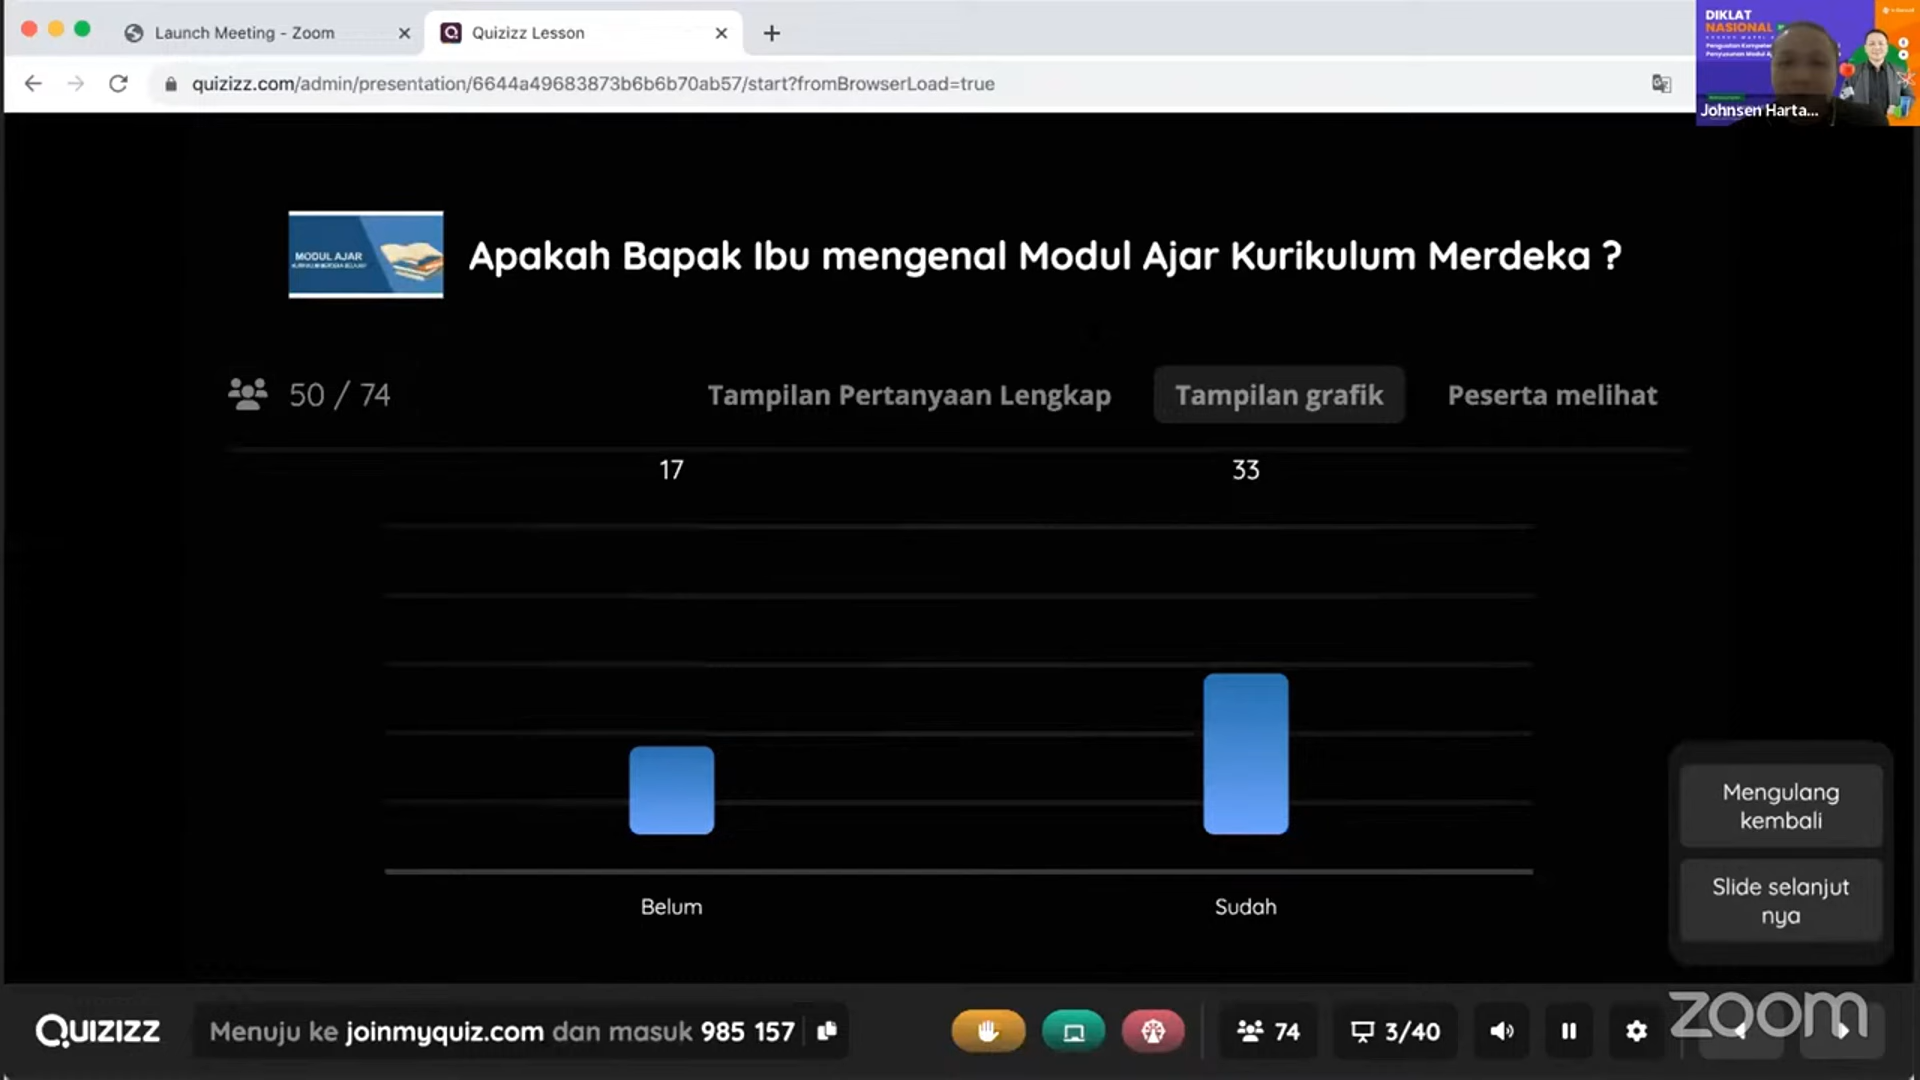 Launch Meeting - Zoom
Quizizz Lesson
quizizz.com/admin/presentation/6644a49683873b6b6b70ab57/start?fromBrowserLoad=true
DIKLAT
NASIONAL
Johnsen Harta...
MODUL AJAR
Apakah Bapak Ibu mengenal Modul Ajar Kurikulum Merdeka ?
50 / 74
Tampilan Pertanyaan Lengkap
Tampilan grafik
Peserta melihat
17
33
Belum
Sudah
Mengulang
kembali
Slide selanjut
nya
QUIZIZZ
Menuju ke joinmyquiz.com dan masuk 985 157
74
3/40
zoom